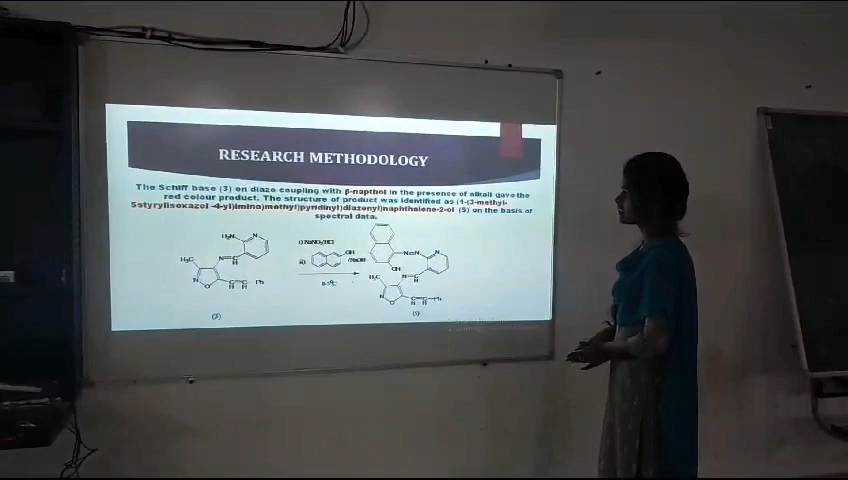 RESEARCH METHODOLOGY
The Schiff base (3) on diazo coupling with β-napthol in the presence of alkali gave the
red colour product. The structure of product was identified as (1-(3-methyl-
5styrylisoxazol -4-yl)imino)methyl)pyridinyl)diazenyl)naphthalene-2-ol (5) on the basis of
spectral data.
H₂N N
H₃C N=C H N O C=C H H Ph
i) NaNO₂/HCl
ii) OH /NaOH
0-5°C
N=N N OH
H₃C N=C H N O C=C H H Ph
(3)
(5)